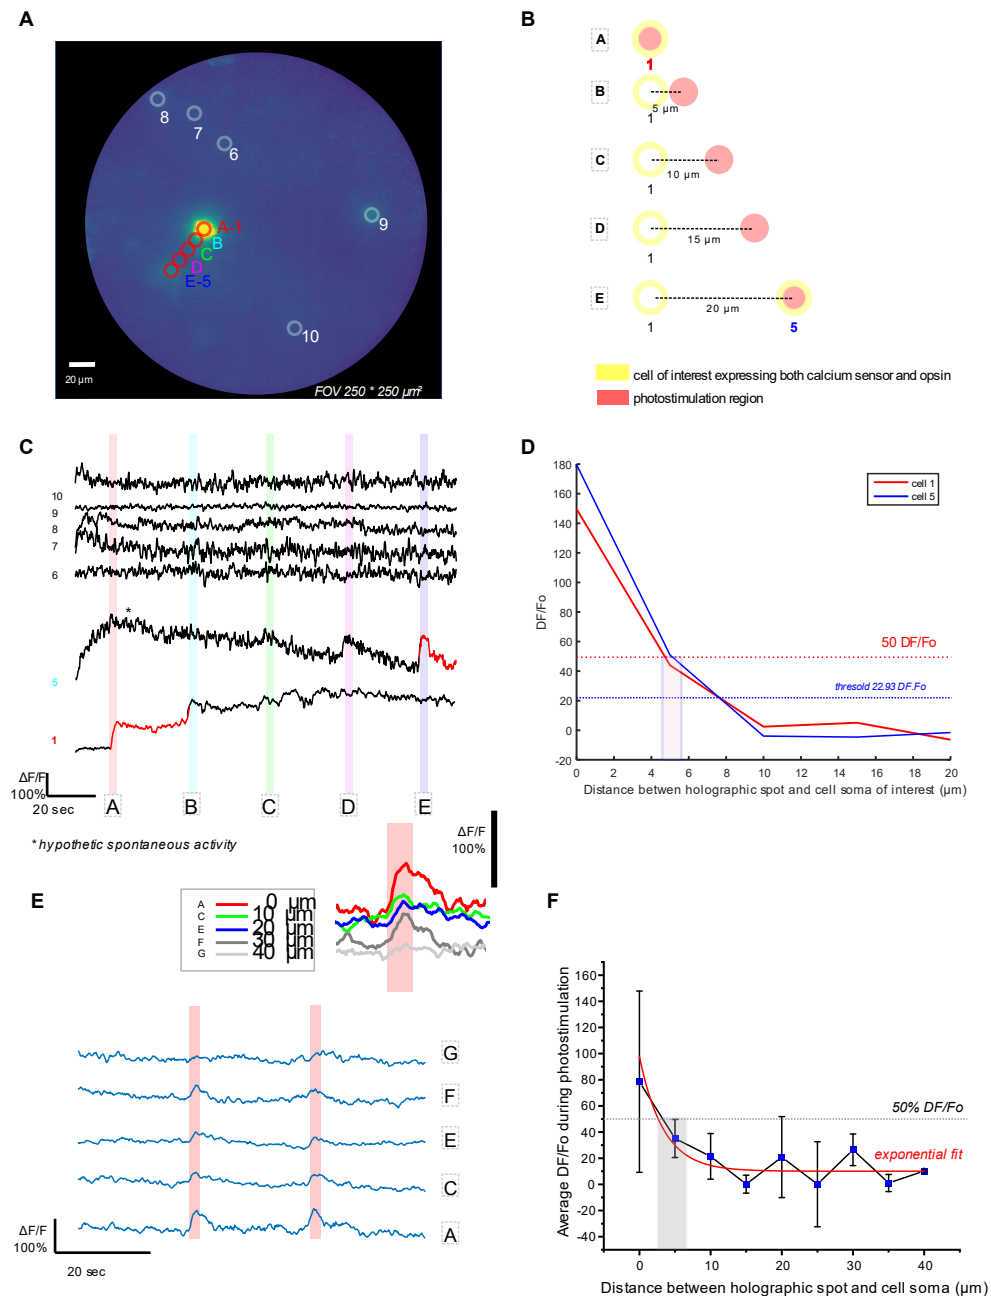 A
8
7
6
A-1
B
C
D
E-5
9
10
20 µm
FOV 250 * 250 µm²
B
A
1
B
5 µm
1
C
10 µm
1
D
15 µm
1
E
20 µm
1
5
cell of interest expressing both calcium sensor and opsin
photostimulation region
C
10
9
8
7
6
*
5
1
ΔF/F
100%
20 sec
A
B
C
D
E
* hypothetic spontaneous activity
D
180
160
140
120
100
80
60
40
20
0
-20
DF/Fo
cell 1
cell 5
50 DF/Fo
thresold 22.93 DF.Fo
0
2
4
6
8
10
12
14
16
18
20
Distance between holographic spot and cell soma of interest (µm)
E
A
0 µm
C
10 µm
E
20 µm
F
30 µm
G
40 µm
ΔF/F
100%
G
F
E
C
A
ΔF/F
100%
20 sec
F
160
140
120
100
80
60
40
20
0
-20
-40
Average DF/Fo during photostimulation
50% DF/Fo
exponential fit
0
10
20
30
40
Distance between holographic spot and cell soma (µm)